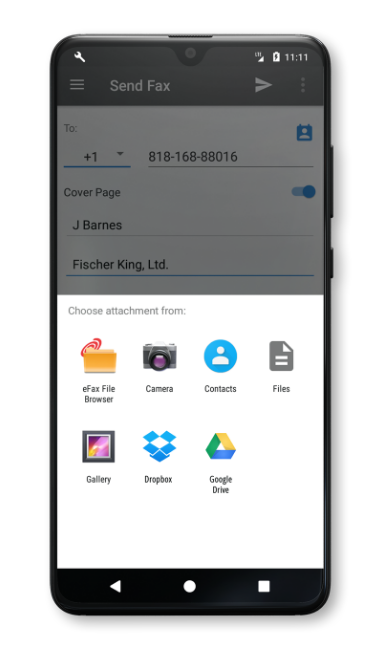 LTE 11:11
Send Fax
To:
+1 818-168-88016
Cover Page
J Barnes
Fischer King, Ltd.
Choose attachment from:
eFax File Browser
Camera
Contacts
Files
Gallery
Dropbox
Google Drive